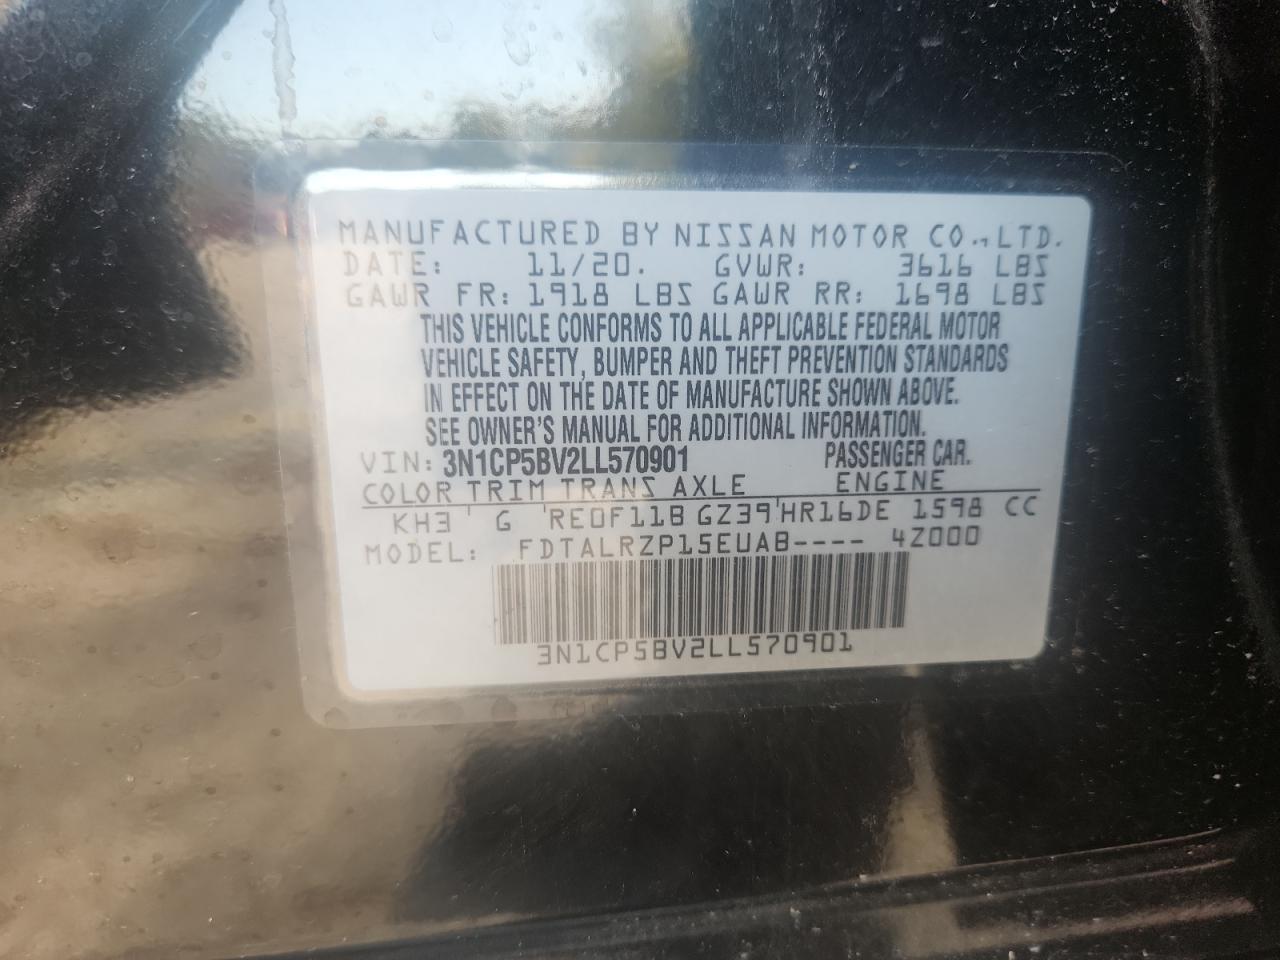 MANUFACTURED BY NISSAN MOTOR CO., LTD.
DATE: 11/20. GVWR: 3616 LBS
GAWR FR: 1918 LBS GAWR RR: 1698 LBS
THIS VEHICLE CONFORMS TO ALL APPLICABLE FEDERAL MOTOR
VEHICLE SAFETY, BUMPER AND THEFT PREVENTION STANDARDS
IN EFFECT ON THE DATE OF MANUFACTURE SHOWN ABOVE.
SEE OWNER'S MANUAL FOR ADDITIONAL INFORMATION.
VIN: 3N1CP5BV2LL570901 PASSENGER CAR.
COLOR TRIM TRANS AXLE ENGINE
KH3 ' G 'RE0F11B GZ39'HR16DE 1598 CC
MODEL: FDTALRZP15EUAB---- 4Z000
3N1CP5BV2LL570901